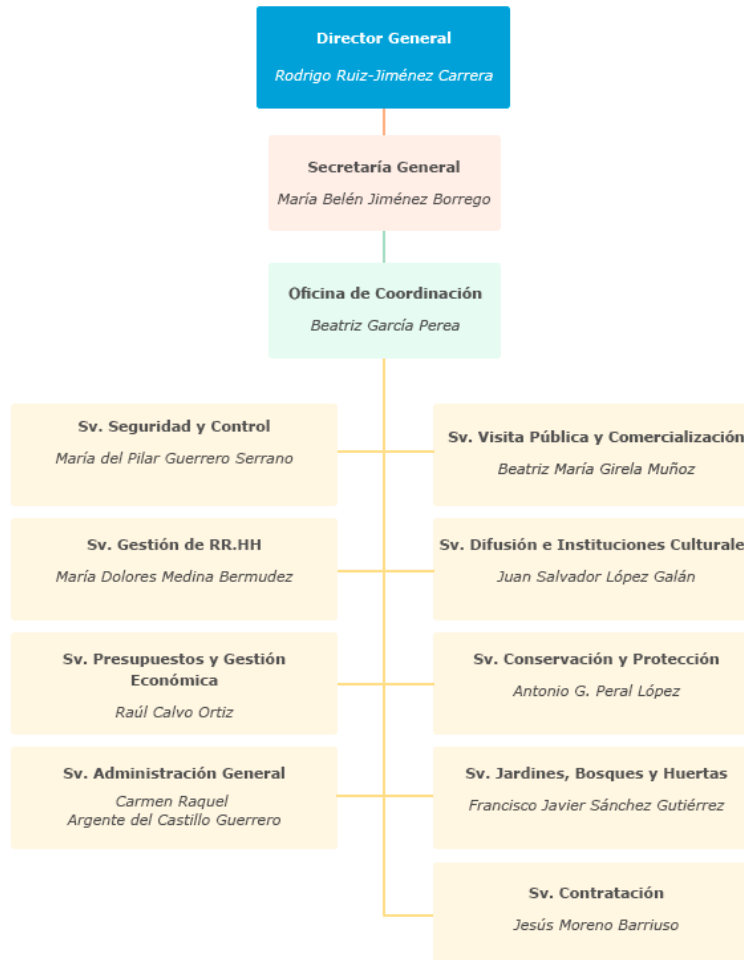 Director General
Rodrigo Ruiz-Jiménez Carrera
Secretaría General
María Belén Jiménez Borrego
Oficina de Coordinación
Beatriz García Perea
Sv. Seguridad y Control
María del Pilar Guerrero Serrano
Sv. Visita Pública y Comercialización
Beatriz María Girela Muñoz
Sv. Gestión de RR.HH
María Dolores Medina Bermudez
Sv. Difusión e Instituciones Culturale
Juan Salvador López Galán
Sv. Presupuestos y Gestión
Económica
Raúl Calvo Ortiz
Sv. Conservación y Protección
Antonio G. Peral López
Sv. Administración General
Carmen Raquel
Argente del Castillo Guerrero
Sv. Jardines, Bosques y Huertas
Francisco Javier Sánchez Gutiérrez
Sv. Contratación
Jesús Moreno Barriuso